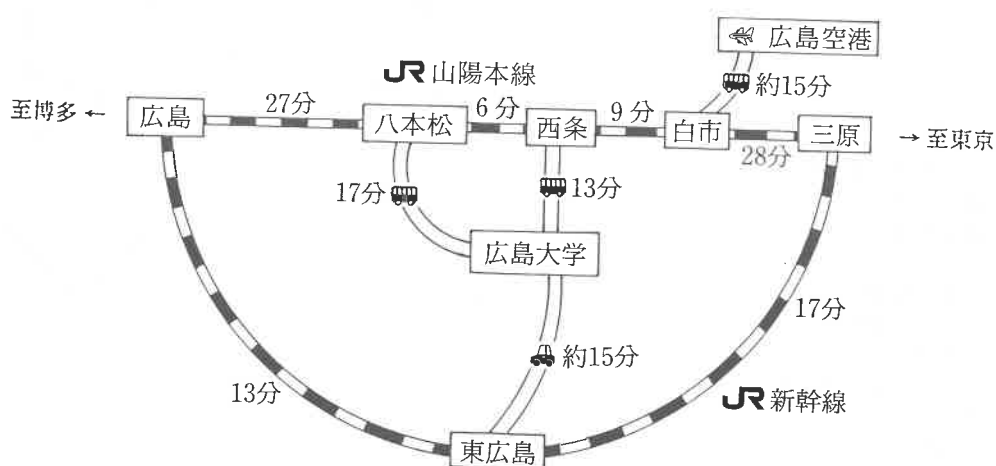 広島空港
JR 山陽本線
約15分
至博多 ←
広島
27分
八本松
6分
西条
9分
白市
28分
三原
→ 至東京
17分
13分
広島大学
17分
約15分
13分
JR 新幹線
東広島